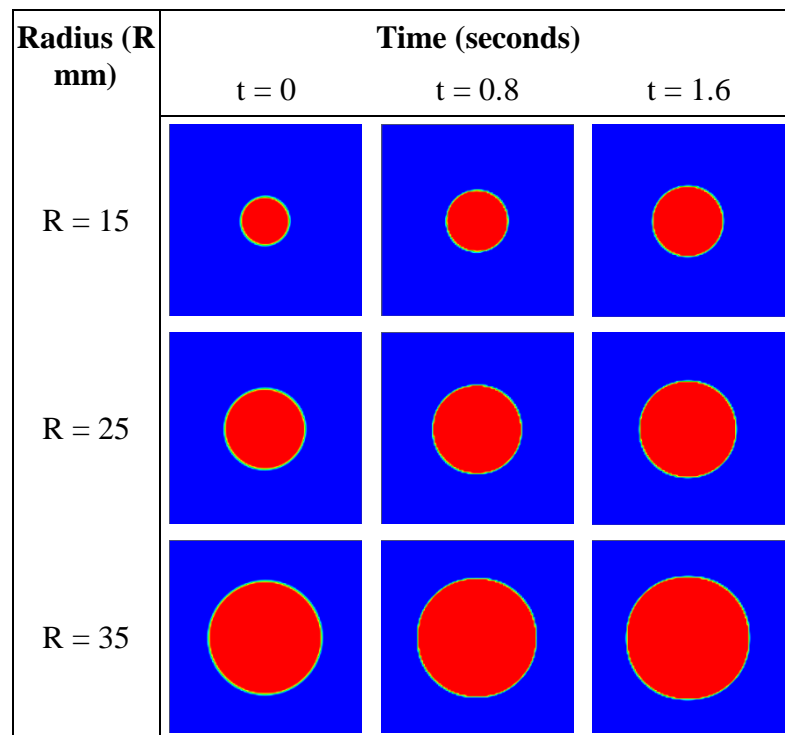 Radius (R mm)
Time (seconds)
t = 0
t = 0.8
t = 1.6
R = 15
R = 25
R = 35